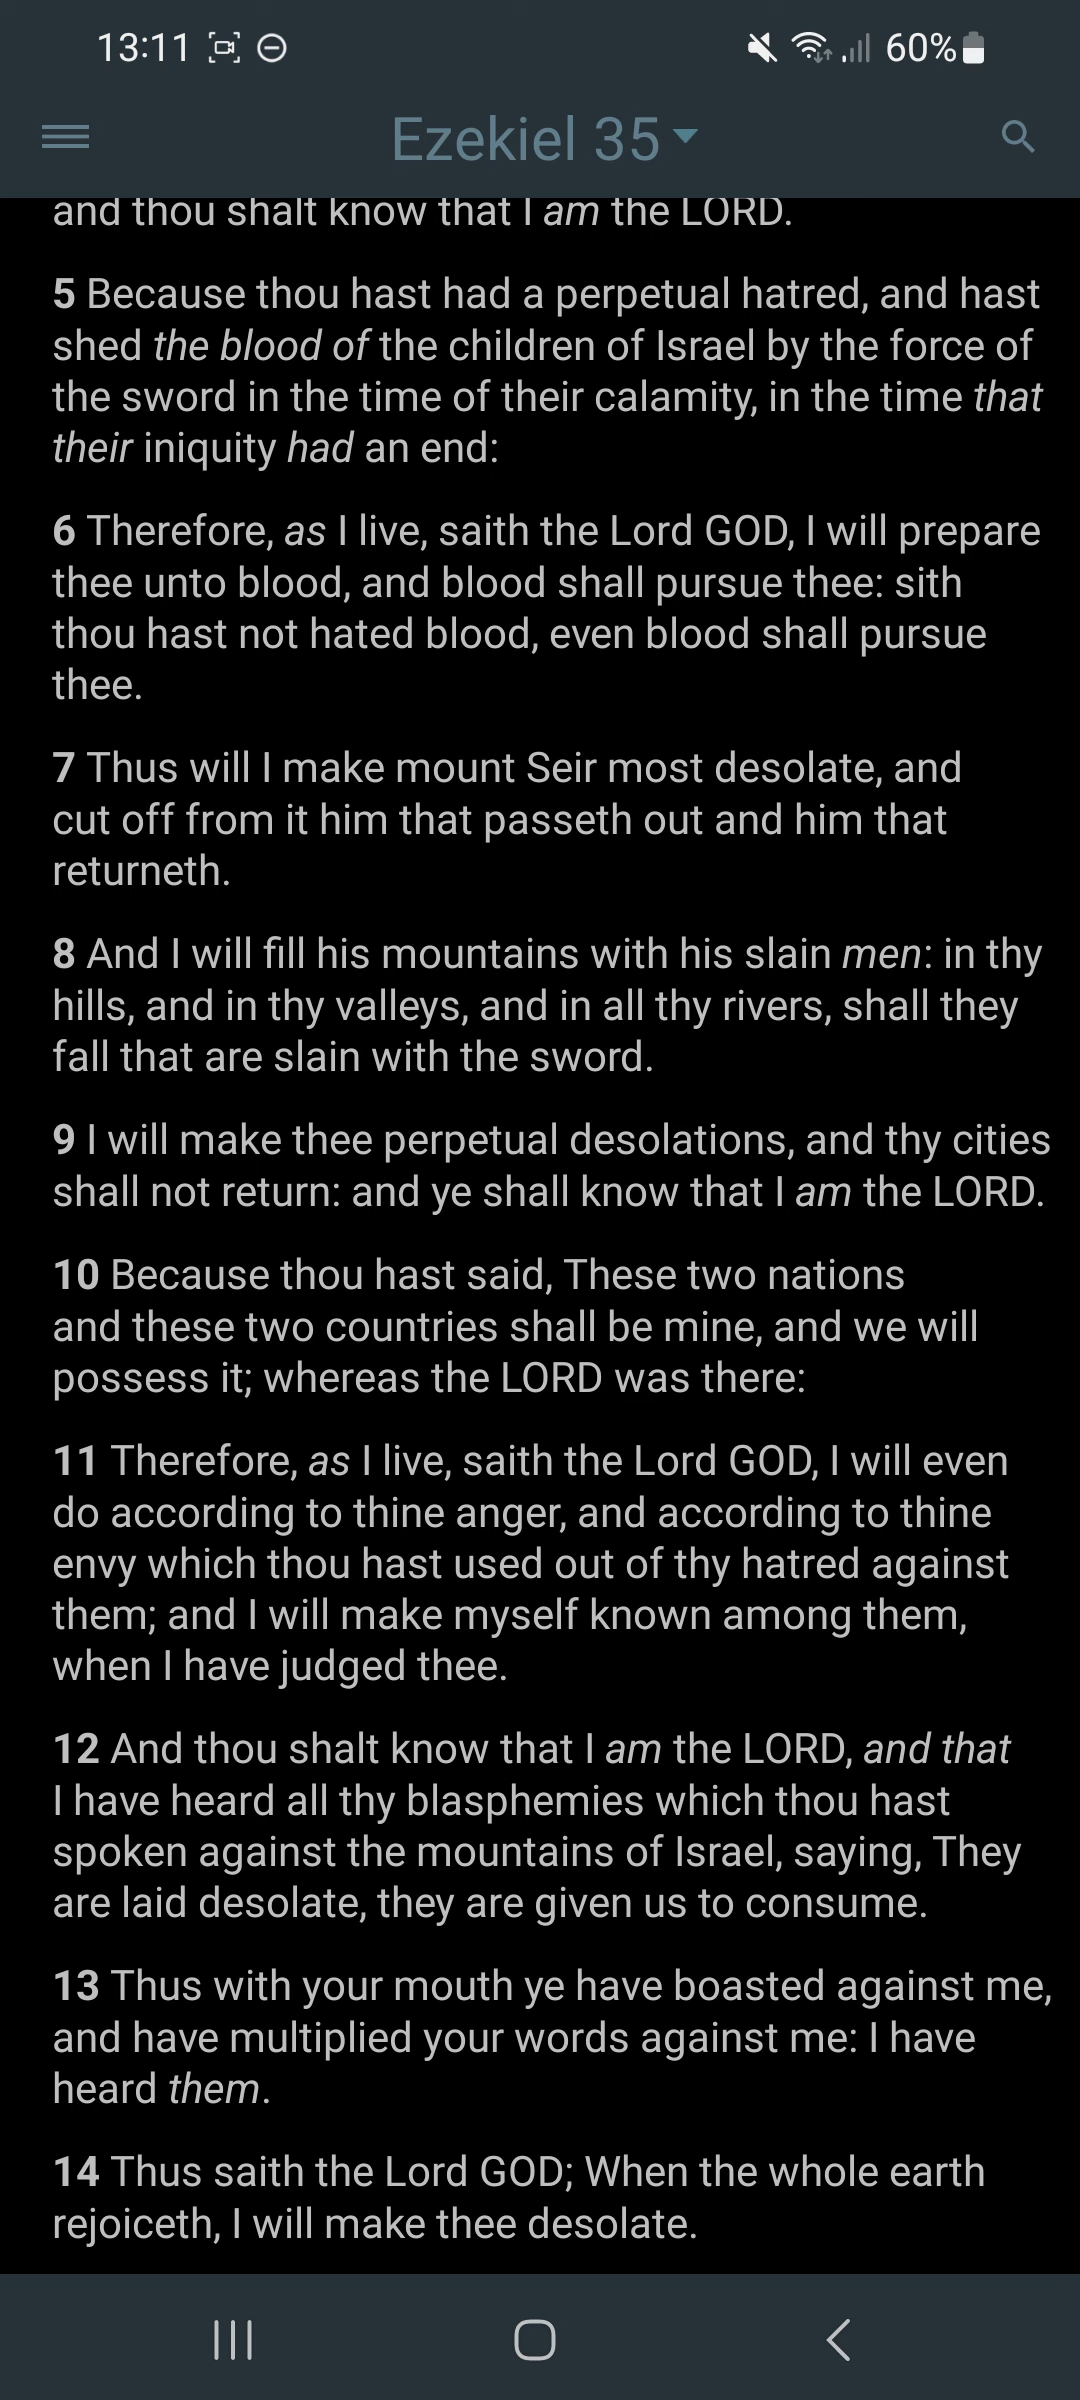 13:11
60%
Ezekiel 35
and thou shalt know that I am the LORD.
5 Because thou hast had a perpetual hatred, and hast
shed the blood of the children of Israel by the force of
the sword in the time of their calamity, in the time that
their iniquity had an end:
6 Therefore, as I live, saith the Lord GOD, I will prepare
thee unto blood, and blood shall pursue thee: sith
thou hast not hated blood, even blood shall pursue
thee.
7 Thus will I make mount Seir most desolate, and
cut off from it him that passeth out and him that
returneth.
8 And I will fill his mountains with his slain men: in thy
hills, and in thy valleys, and in all thy rivers, shall they
fall that are slain with the sword.
9 I will make thee perpetual desolations, and thy cities
shall not return: and ye shall know that I am the LORD.
10 Because thou hast said, These two nations
and these two countries shall be mine, and we will
possess it; whereas the LORD was there:
11 Therefore, as I live, saith the Lord GOD, I will even
do according to thine anger, and according to thine
envy which thou hast used out of thy hatred against
them; and I will make myself known among them,
when I have judged thee.
12 And thou shalt know that I am the LORD, and that
I have heard all thy blasphemies which thou hast
spoken against the mountains of Israel, saying, They
are laid desolate, they are given us to consume.
13 Thus with your mouth ye have boasted against me,
and have multiplied your words against me: I have
heard them.
14 Thus saith the Lord GOD; When the whole earth
rejoiceth, I will make thee desolate.